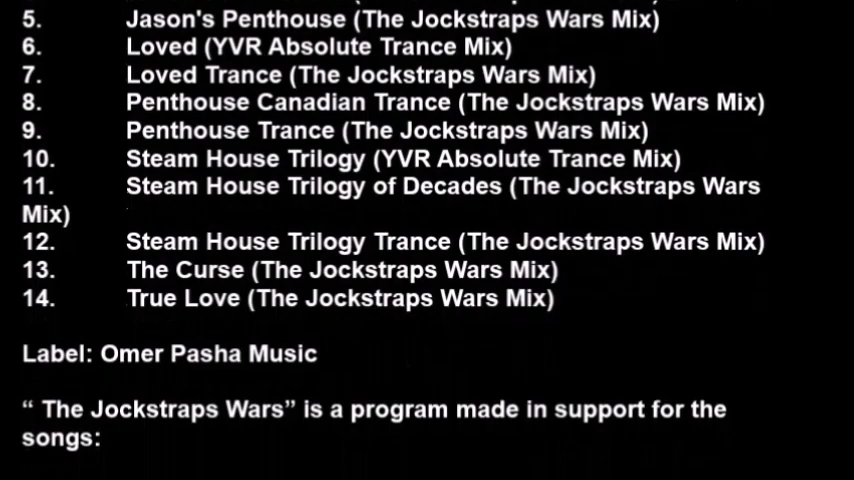 5. Jason's Penthouse (The Jockstraps Wars Mix)
6. Loved (YVR Absolute Trance Mix)
7. Loved Trance (The Jockstraps Wars Mix)
8. Penthouse Canadian Trance (The Jockstraps Wars Mix)
9. Penthouse Trance (The Jockstraps Wars Mix)
10. Steam House Trilogy (YVR Absolute Trance Mix)
11. Steam House Trilogy of Decades (The Jockstraps Wars
Mix)
12. Steam House Trilogy Trance (The Jockstraps Wars Mix)
13. The Curse (The Jockstraps Wars Mix)
14. True Love (The Jockstraps Wars Mix)
Label: Omer Pasha Music
“ The Jockstraps Wars” is a program made in support for the
songs: